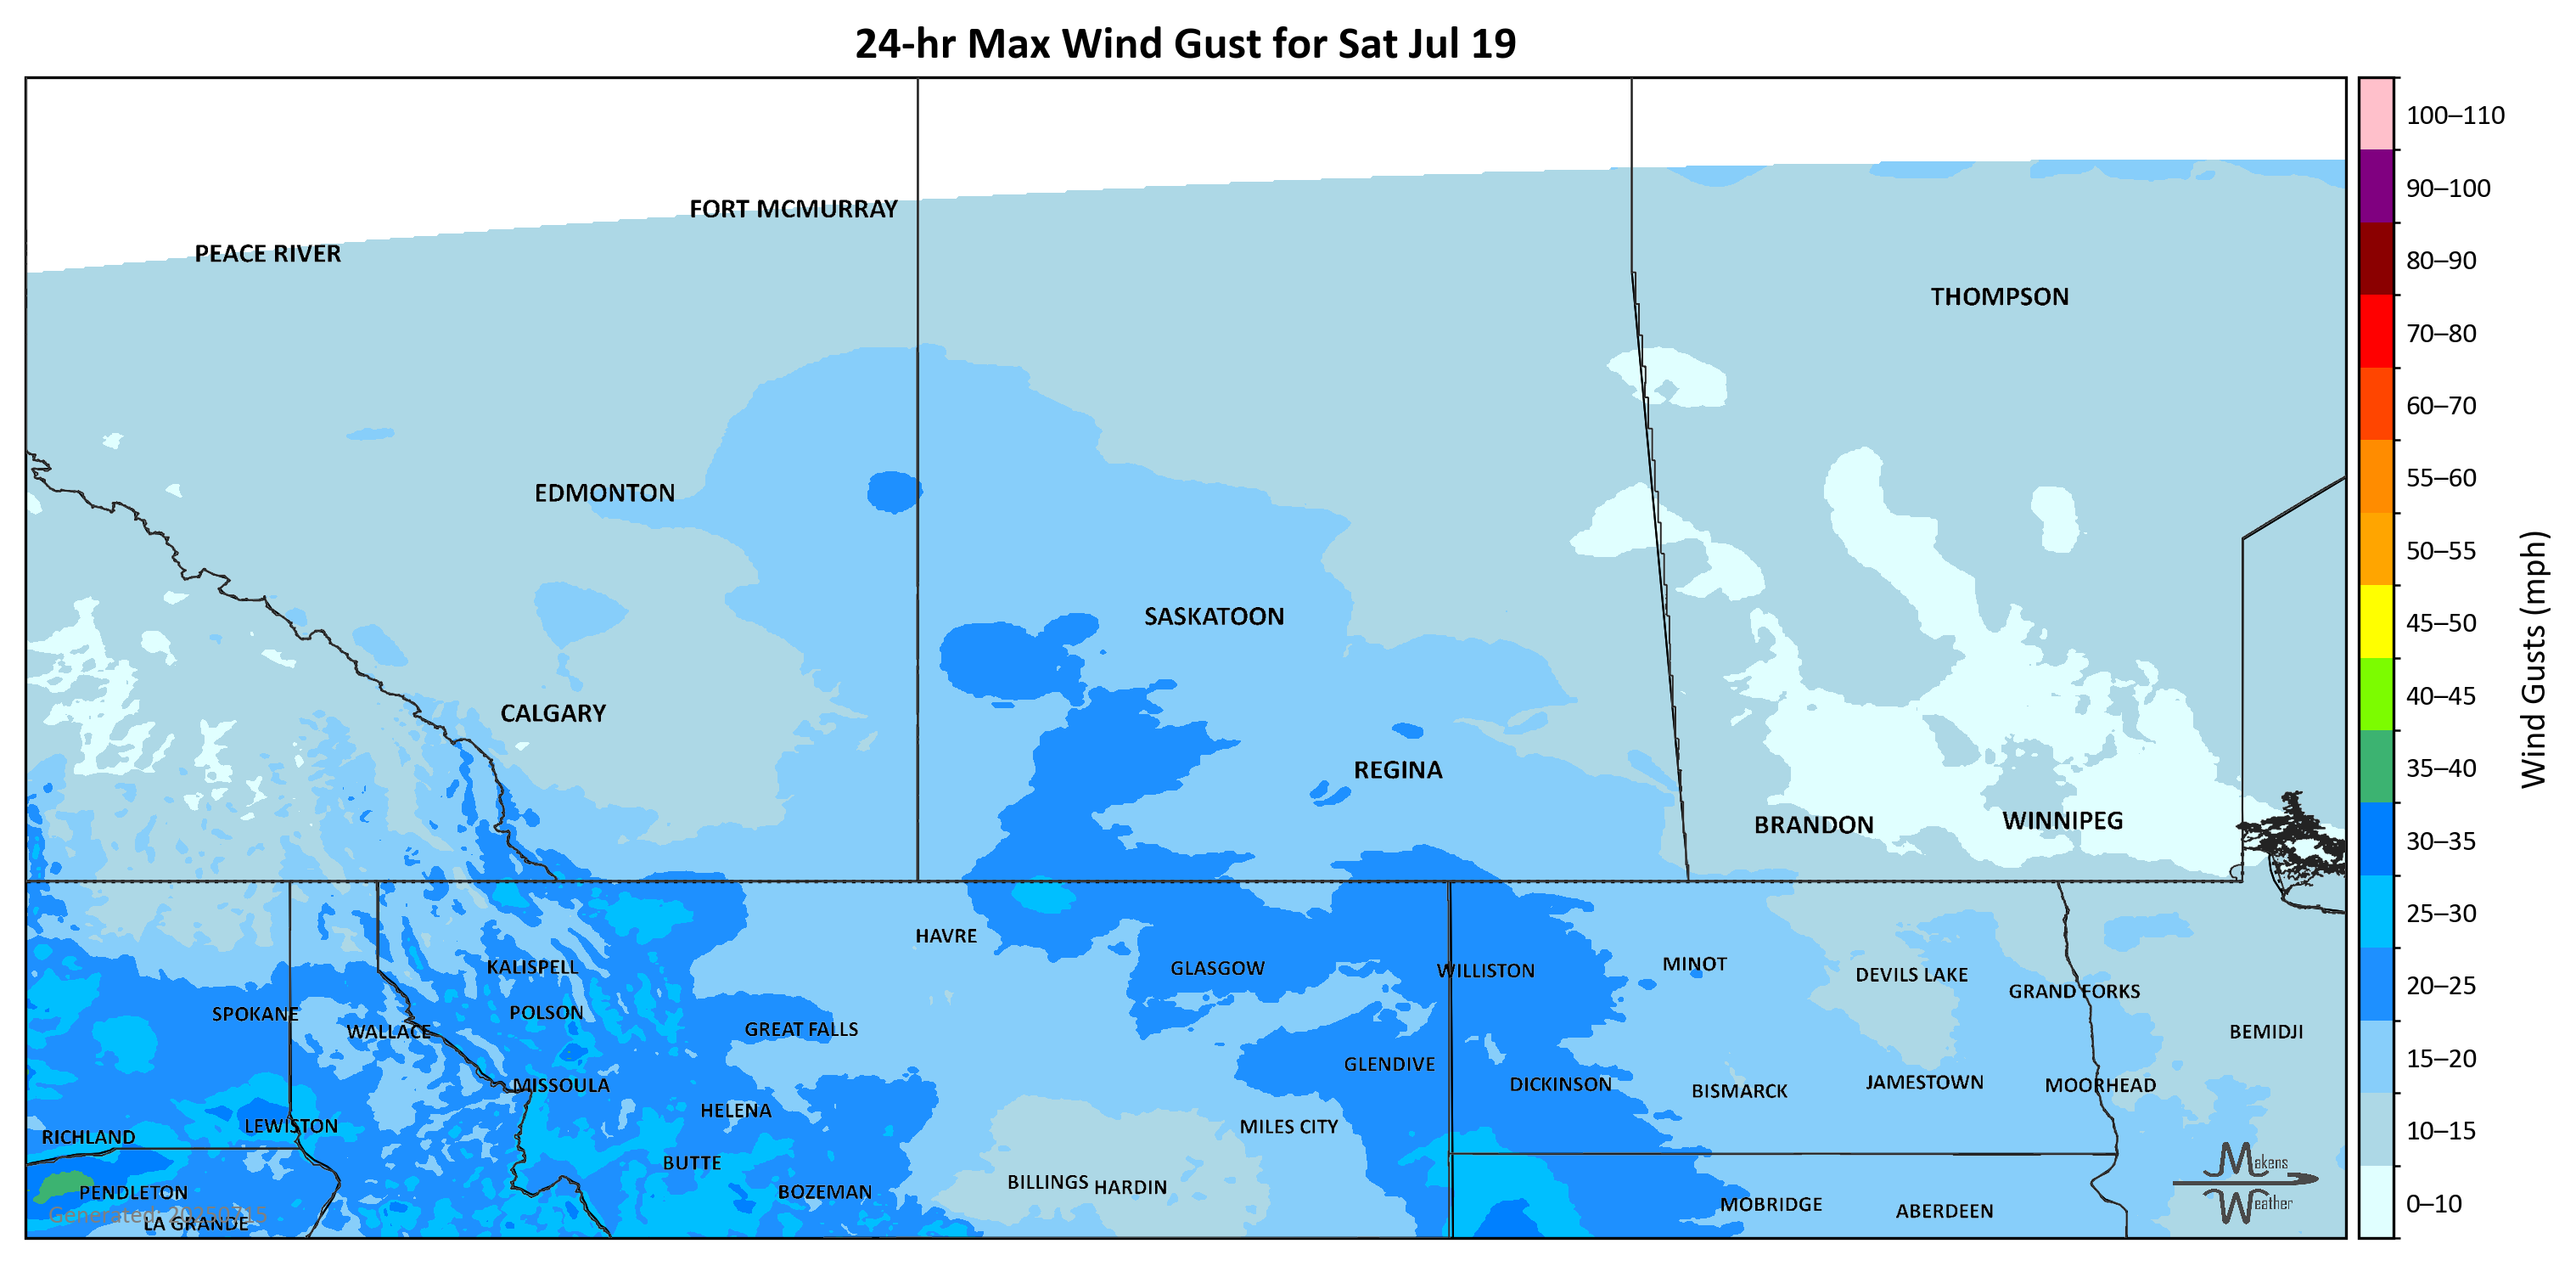 24-hr Max Wind Gust for Sat Jul 19
FORT MCMURRAY
PEACE RIVER
THOMPSON
EDMONTON
SASKATOON
CALGARY
REGINA
BRANDON
WINNIPEG
HAVRE
KALISPELL
GLASGOW
WILLISTON
MINOT
DEVILS LAKE
GRAND FORKS
SPOKANE
POLSON
WALLACE
GREAT FALLS
BEMIDJI
GLENDIVE
MISSOULA
DICKINSON
BISMARCK
JAMESTOWN
MOORHEAD
HELENA
LEWISTON
MILES CITY
RICHLAND
BUTTE
BILLINGS
HARDIN
PENDLETON
BOZEMAN
MOBRIDGE
ABERDEEN
Generated: 20250715
LA GRANDE
Makens
Weather
100–110
90–100
80–90
70–80
60–70
55–60
50–55
45–50
40–45
35–40
30–35
25–30
20–25
15–20
10–15
0–10
Wind Gusts (mph)